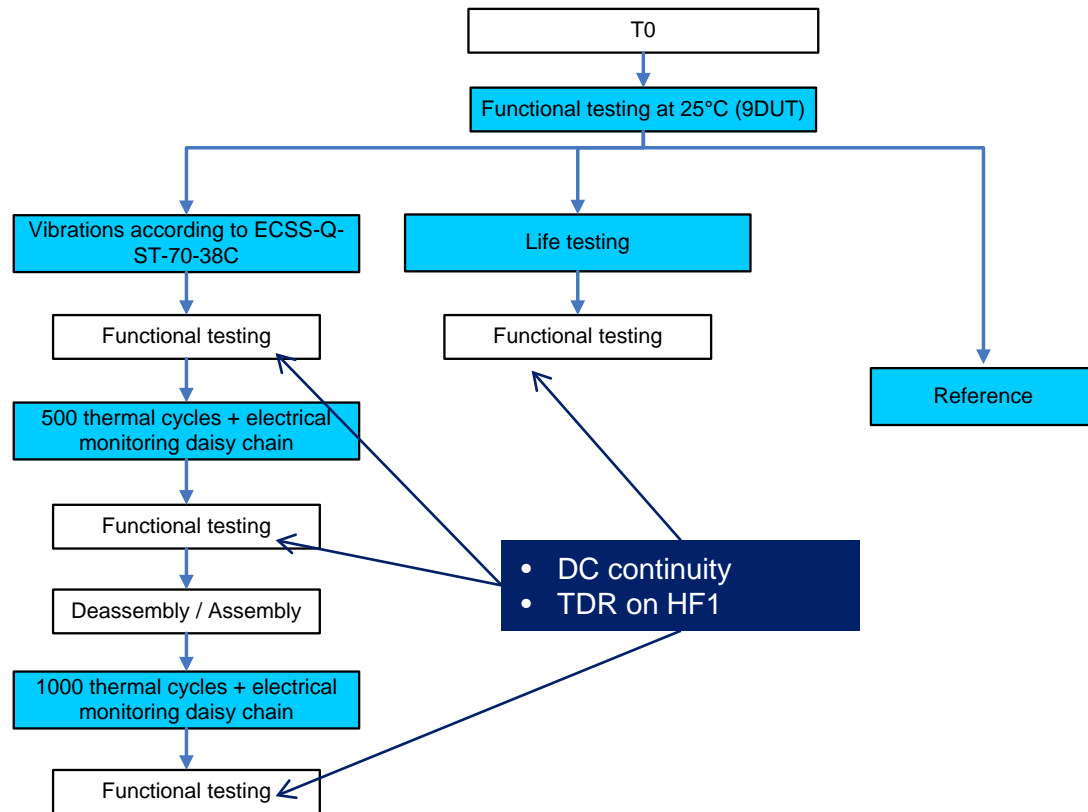 T0
Functional testing at 25°C (9DUT)
Vibrations according to ECSS-Q-
ST-70-38C
Life testing
Functional testing
Functional testing
Reference
500 thermal cycles + electrical
monitoring daisy chain
Functional testing
Deassembly / Assembly
• DC continuity
• TDR on HF1
1000 thermal cycles + electrical
monitoring daisy chain
Functional testing